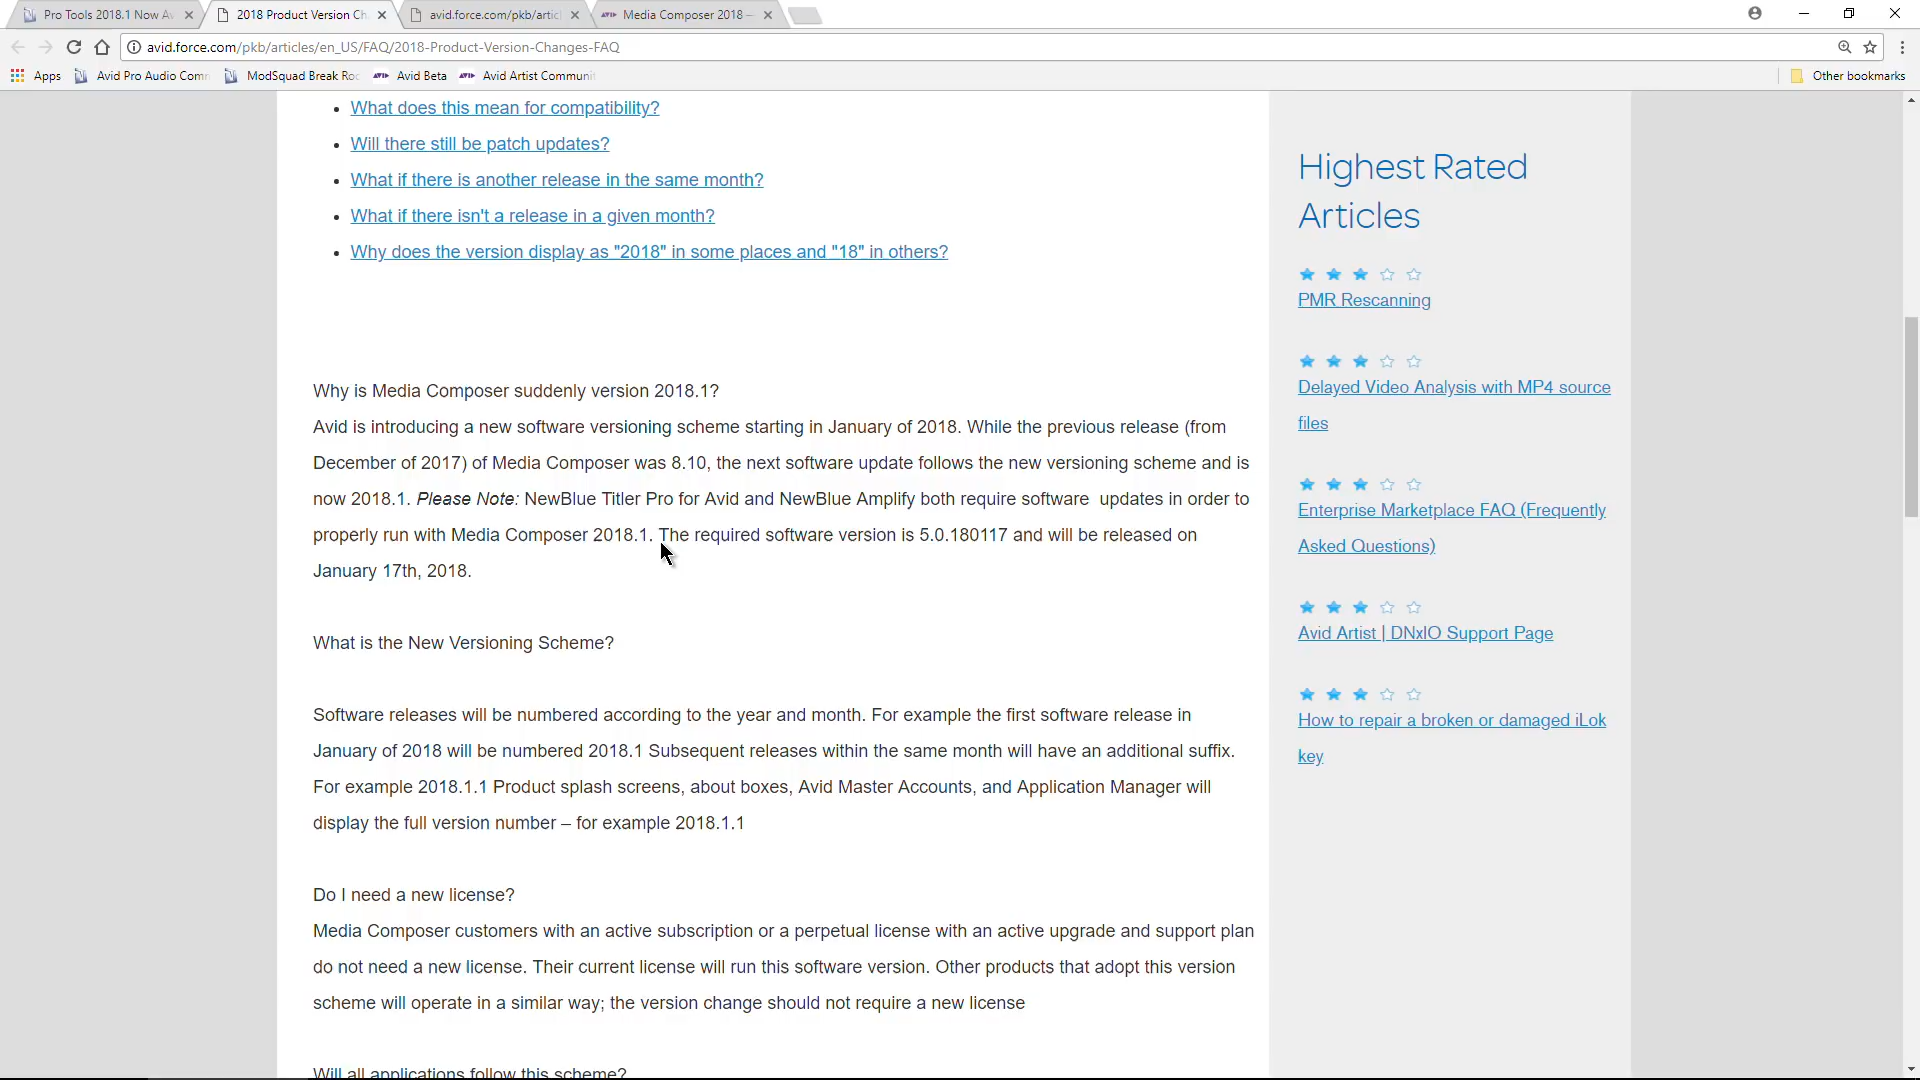 Pro Tools 2018.1 Now A
2018 Product Version Ch
avid.force.com/pkb/artic
AVID Media Composer 2018 –
avid.force.com/pkb/articles/en_US/FAQ/2018-Product-Version-Changes-FAQ
Apps
Avid Pro Audio Comm
ModSquad Break Roo
AVID Avid Beta
AVID Avid Artist Communit
Other bookmarks
• What does this mean for compatibility?
• Will there still be patch updates?
• What if there is another release in the same month?
• What if there isn't a release in a given month?
• Why does the version display as "2018" in some places and "18" in others?
Why is Media Composer suddenly version 2018.1?
Avid is introducing a new software versioning scheme starting in January of 2018. While the previous release (from
December of 2017) of Media Composer was 8.10, the next software update follows the new versioning scheme and is
now 2018.1. Please Note: NewBlue Titler Pro for Avid and NewBlue Amplify both require software updates in order to
properly run with Media Composer 2018.1. The required software version is 5.0.180117 and will be released on
January 17th, 2018.
What is the New Versioning Scheme?
Software releases will be numbered according to the year and month. For example the first software release in
January of 2018 will be numbered 2018.1 Subsequent releases within the same month will have an additional suffix.
For example 2018.1.1 Product splash screens, about boxes, Avid Master Accounts, and Application Manager will
display the full version number – for example 2018.1.1
Do I need a new license?
Media Composer customers with an active subscription or a perpetual license with an active upgrade and support plan
do not need a new license. Their current license will run this software version. Other products that adopt this version
scheme will operate in a similar way; the version change should not require a new license
Will all applications follow this scheme?
Highest Rated
Articles
PMR Rescanning
Delayed Video Analysis with MP4 source
files
Enterprise Marketplace FAQ (Frequently
Asked Questions)
Avid Artist | DNxIO Support Page
How to repair a broken or damaged iLok
key